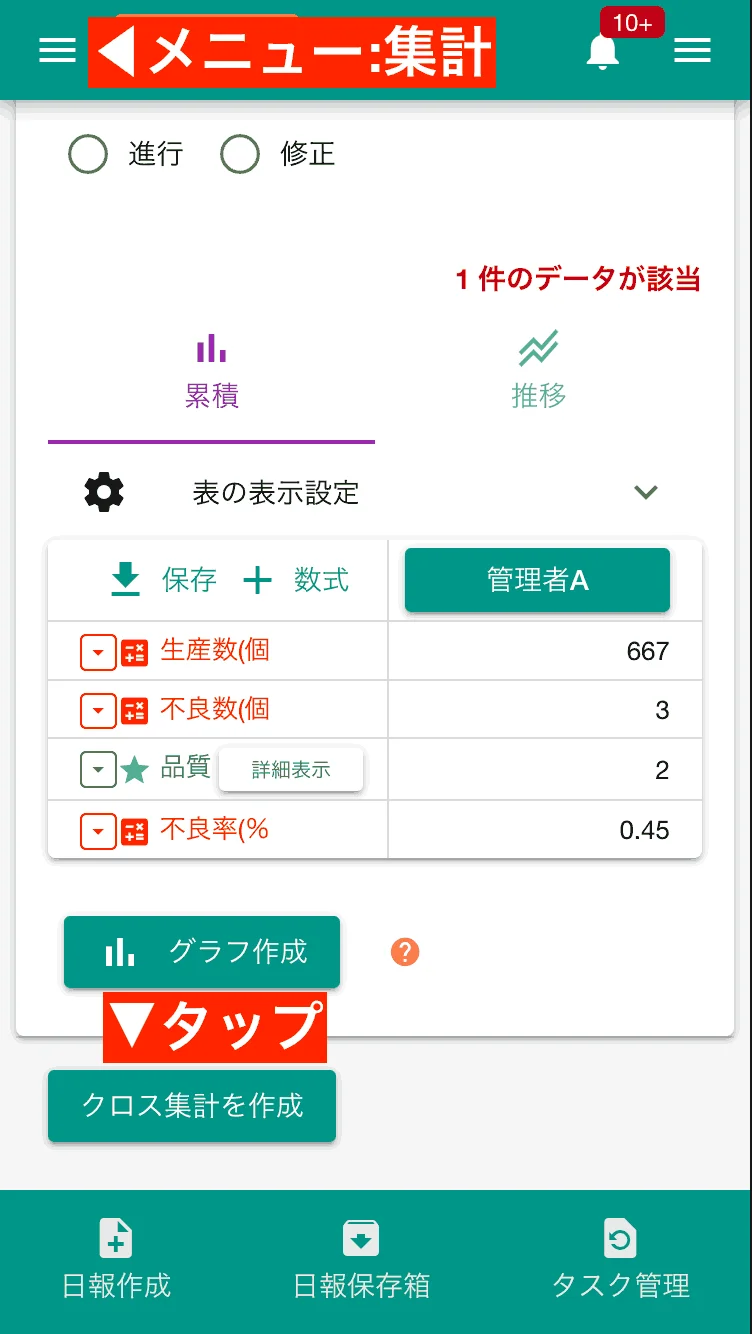 ◀メニュー:集計
10+
進行 修正
1 件のデータが該当
累積 推移
表の表示設定
保存 + 数式 管理者A
生産数(個 667
不良数(個 3
品質 詳細表示 2
不良率(% 0.45
グラフ作成 ?
▼タップ
クロス集計を作成
日報作成 日報保存箱 タスク管理